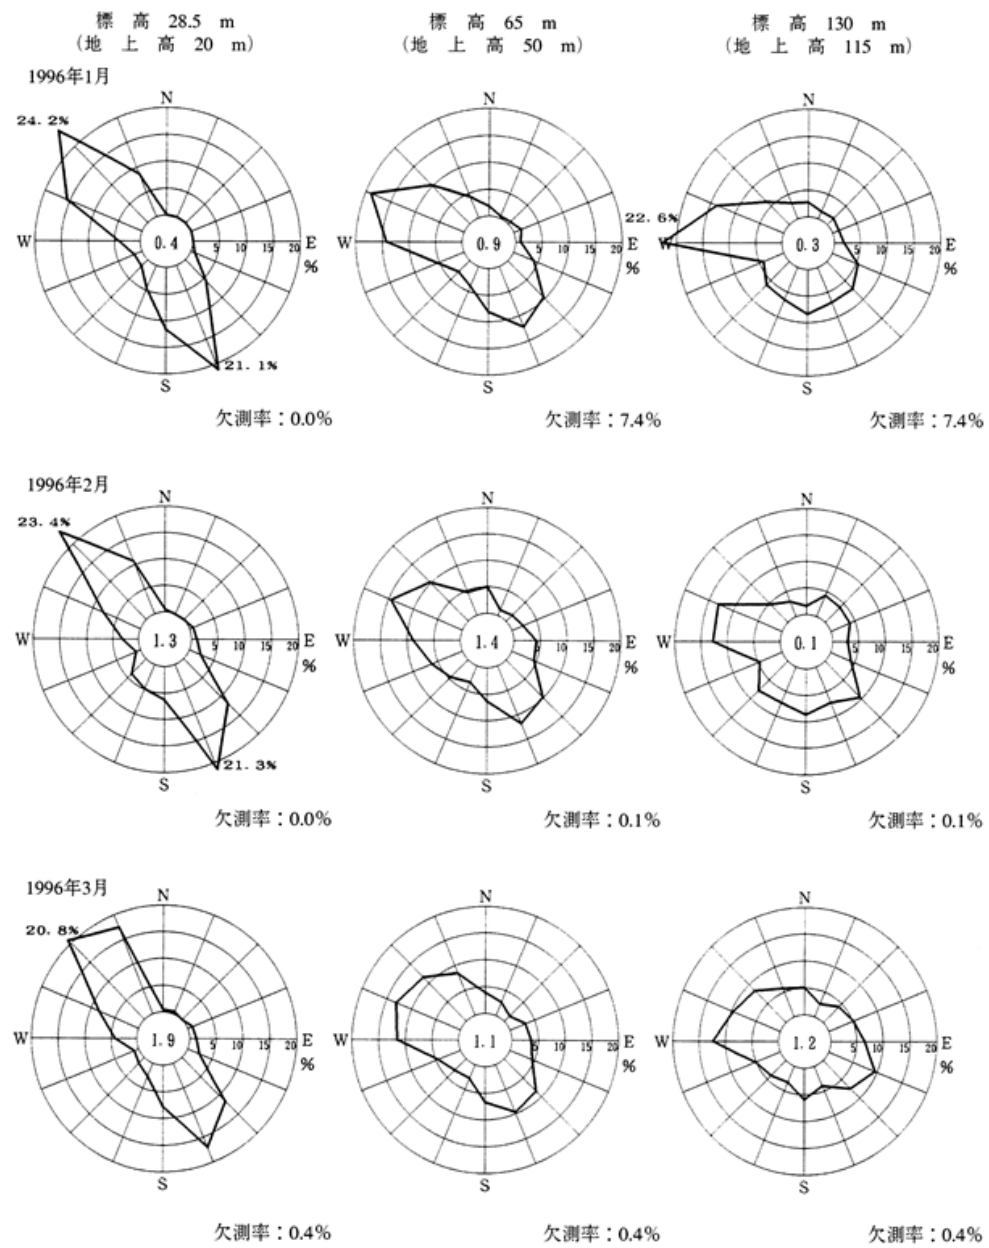 標 高 28.5 m
（地 上 高 20 m）
標 高 65 m
（地 上 高 50 m）
標 高 130 m
（地 上 高 115 m）
1996年1月
24.2%
N
W
0.4
5 10 15 20 E
%
21.1%
S
欠測率：0.0%
N
W
0.9
5 10 15 20 E
%
S
欠測率：7.4%
N
22.6%
W
0.3
5 10 15 20 E
%
S
欠測率：7.4%
1996年2月
23.4%
N
W
1.3
5 10 15 20 E
%
21.3%
S
欠測率：0.0%
N
W
1.4
5 10 15 20 E
%
S
欠測率：0.1%
N
W
0.1
5 10 15 20 E
%
S
欠測率：0.1%
1996年3月
20.8%
N
W
1.9
5 10 15 20 E
%
S
欠測率：0.4%
N
W
1.1
5 10 15 20 E
%
S
欠測率：0.4%
N
W
1.2
5 10 15 20 E
%
S
欠測率：0.4%